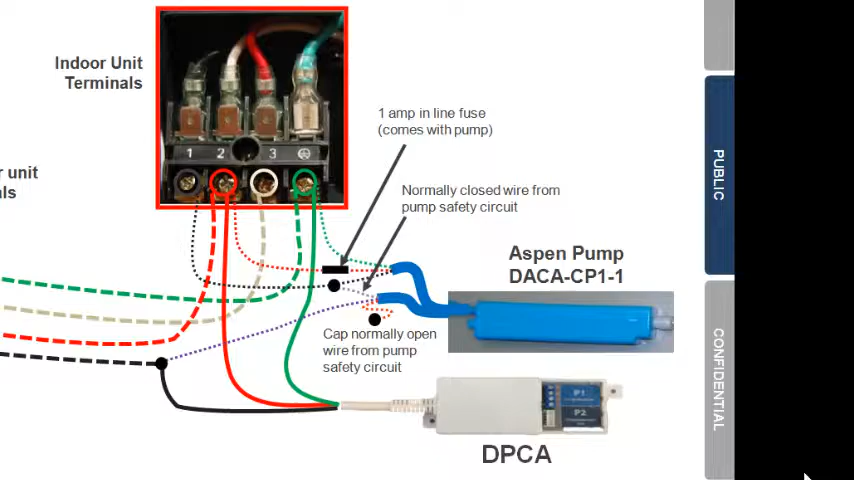 Indoor Unit
Terminals
1 2 3
1 amp in line fuse
(comes with pump)
r unit
als
Normally closed wire from
pump safety circuit
Aspen Pump
DACA-CP1-1
Cap normally open
wire from pump
safety circuit
P1
P2
DPCA
PUBLIC
CONFIDENTIAL